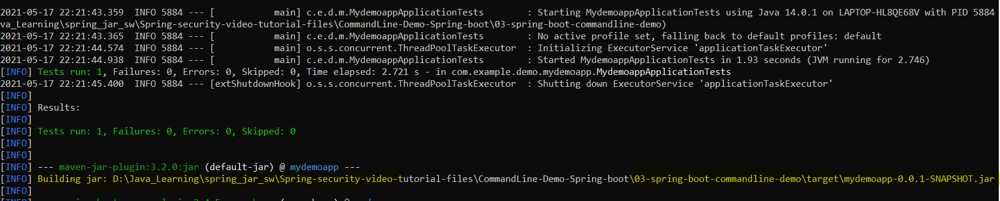 2021-05-17 22:21:43.359  INFO 5884 --- [           main] c.e.d.m.MydemoappApplicationTests        : Starting MydemoappApplicationTests using Java 14.0.1 on LAPTOP-HL8QE68V with PID 5884
va_Learning\spring_jar_sw\Spring-security-video-tutorial-files\CommandLine-Demo-Spring-boot\03-spring-boot-commandline-demo)
2021-05-17 22:21:43.365  INFO 5884 --- [           main] c.e.d.m.MydemoappApplicationTests        : No active profile set, falling back to default profiles: default
2021-05-17 22:21:44.574  INFO 5884 --- [           main] o.s.s.concurrent.ThreadPoolTaskExecutor  : Initializing ExecutorService 'applicationTaskExecutor'
2021-05-17 22:21:44.938  INFO 5884 --- [           main] c.e.d.m.MydemoappApplicationTests        : Started MydemoappApplicationTests in 1.93 seconds (JVM running for 2.746)
[INFO] Tests run: 1, Failures: 0, Errors: 0, Skipped: 0, Time elapsed: 2.721 s - in com.example.demo.mydemoapp.MydemoappApplicationTests
2021-05-17 22:21:45.400  INFO 5884 --- [extShutdownHook] o.s.s.concurrent.ThreadPoolTaskExecutor  : Shutting down ExecutorService 'applicationTaskExecutor'
[INFO]
[INFO] Results:
[INFO]
[INFO] Tests run: 1, Failures: 0, Errors: 0, Skipped: 0
[INFO]
[INFO]
[INFO] --- maven-jar-plugin:3.2.0:jar (default-jar) @ mydemoapp ---
[INFO] Building jar: D:\Java_Learning\spring_jar_sw\Spring-security-video-tutorial-files\CommandLine-Demo-Spring-boot\03-spring-boot-commandline-demo\target\mydemoapp-0.0.1-SNAPSHOT.jar
[INFO]